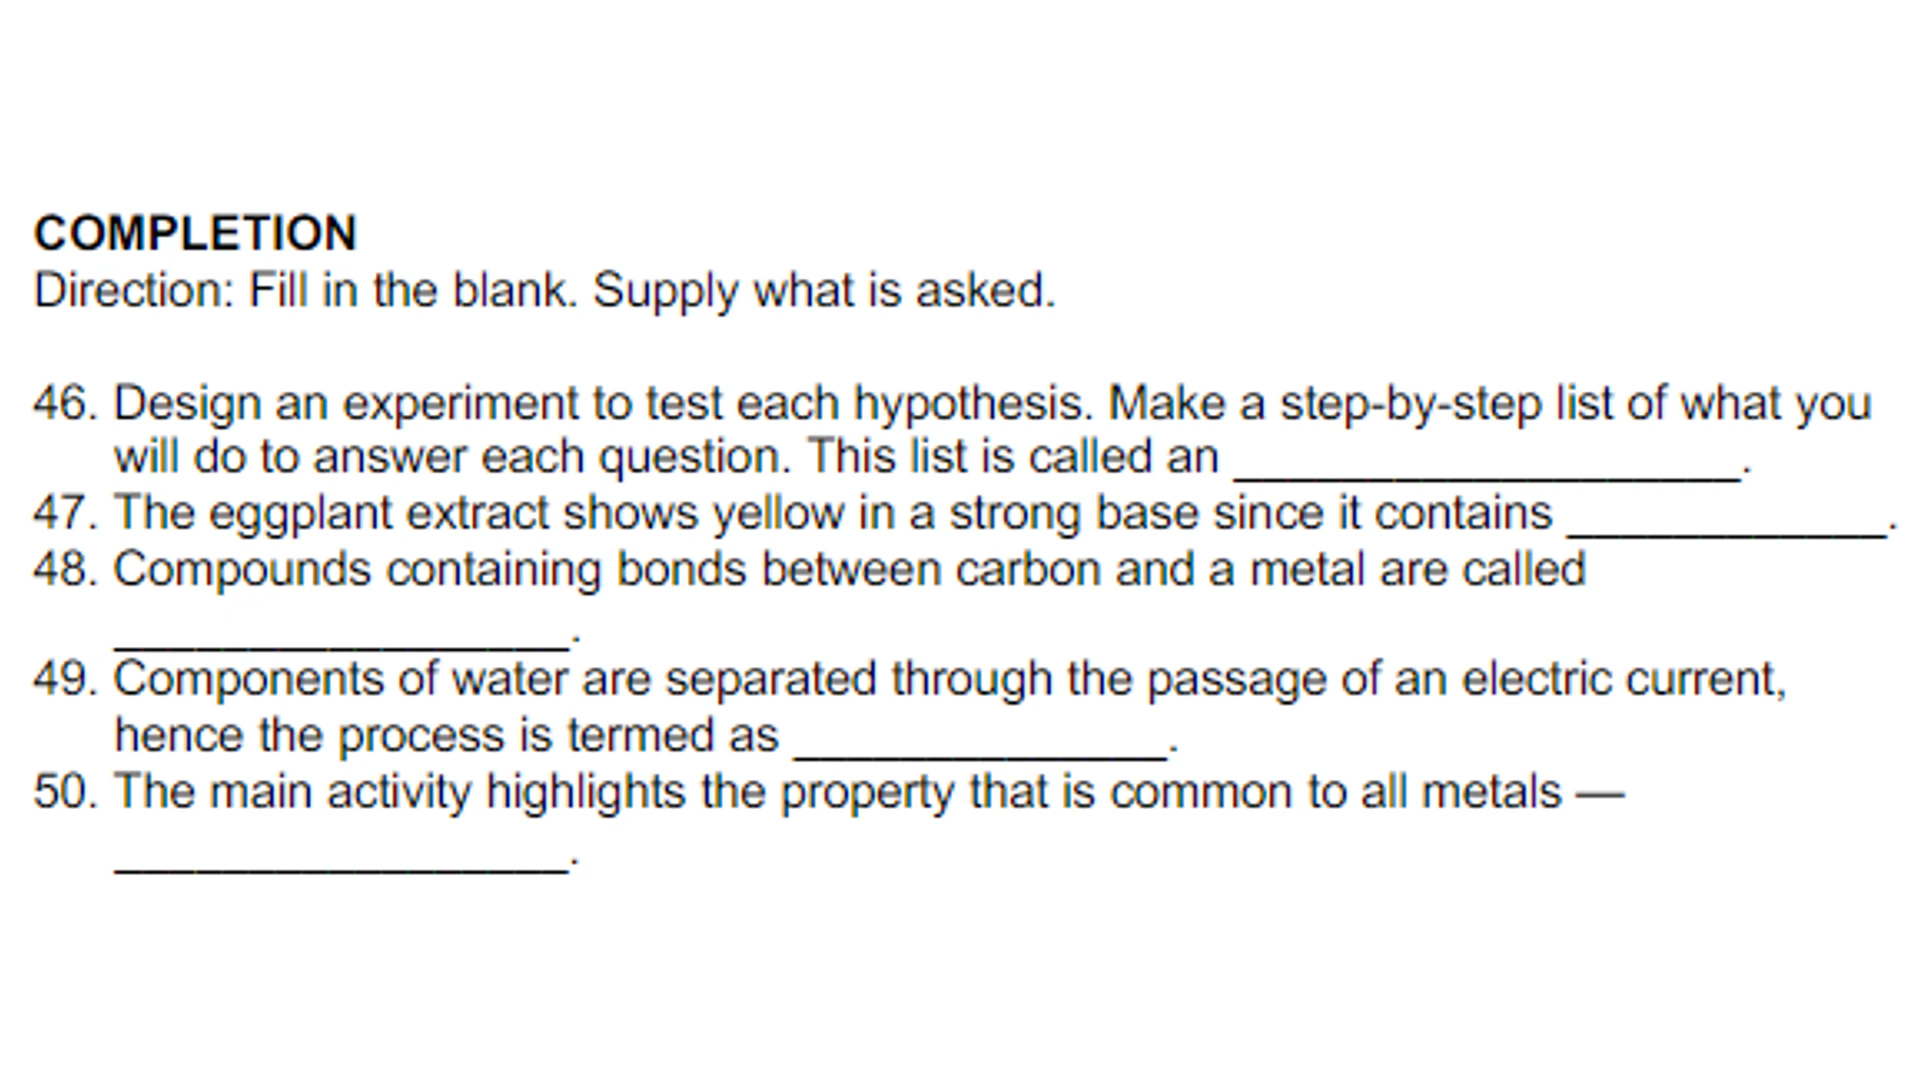 COMPLETION
Direction: Fill in the blank. Supply what is asked.
46. Design an experiment to test each hypothesis. Make a step-by-step list of what you
will do to answer each question. This list is called an ___________________.
47. The eggplant extract shows yellow in a strong base since it contains ____________.
48. Compounds containing bonds between carbon and a metal are called
_________________.
49. Components of water are separated through the passage of an electric current,
hence the process is termed as ______________.
50. The main activity highlights the property that is common to all metals —
_________________.